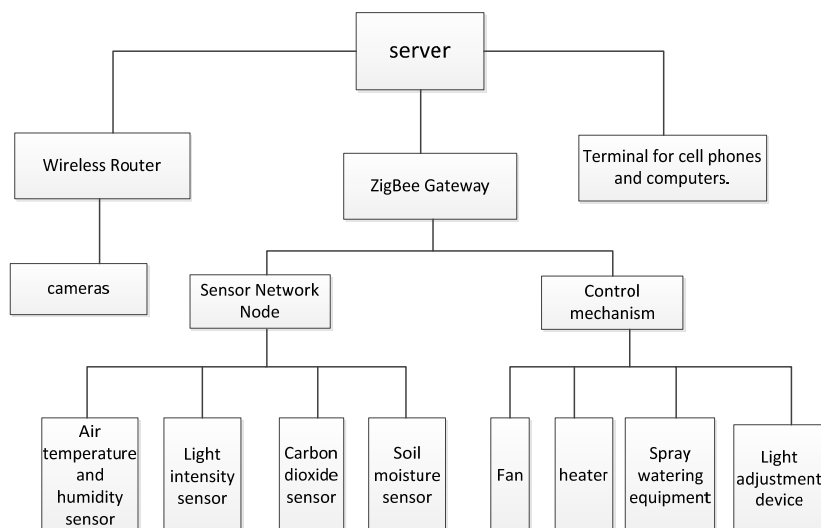 server
Wireless Router
ZigBee Gateway
Terminal for cell phones
and computers.
cameras
Sensor Network
Node
Control
mechanism
Air
temperature
and
humidity
sensor
Light
intensity
sensor
Carbon
dioxide
sensor
Soil
moisture
sensor
Fan
heater
Spray
watering
equipment
Light
adjustment
device